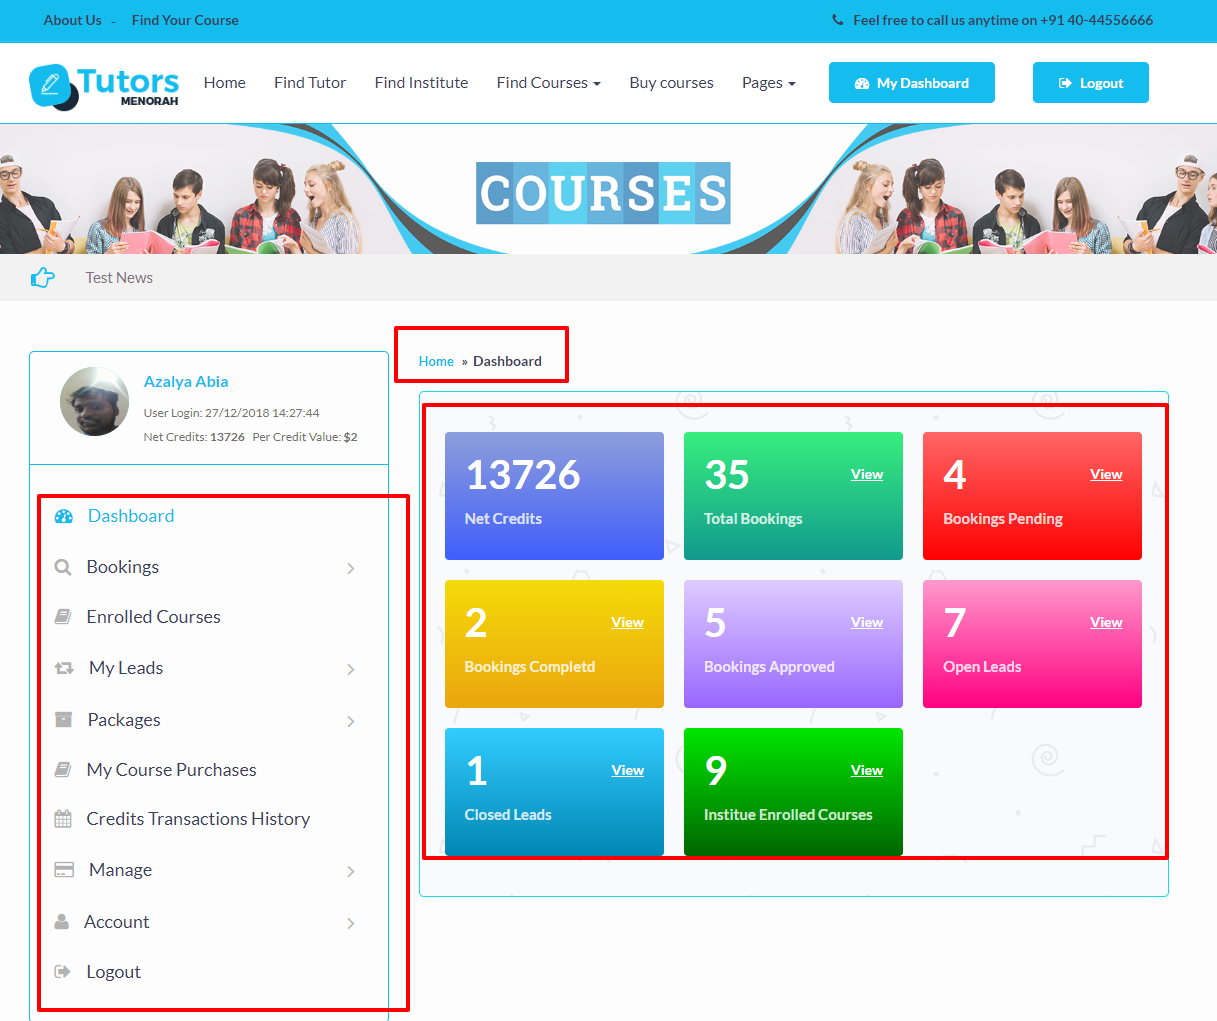 About Us - Find Your Course
Feel free to call us anytime on +91 40-44556666
Tutors
MENORAH
Home Find Tutor Find Institute Find Courses Buy courses Pages My Dashboard Logout
COURSES
Test News
Azalya Abia
User Login: 27/12/2018 14:27:44
Net Credits: 13726 Per Credit Value: $2
Dashboard
Bookings
Enrolled Courses
My Leads
Packages
My Course Purchases
Credits Transactions History
Manage
Account
Logout
Home » Dashboard
13726
Net Credits
35 View
Total Bookings
4 View
Bookings Pending
2 View
Bookings Completd
5 View
Bookings Approved
7 View
Open Leads
1 View
Closed Leads
9 View
Institue Enrolled Courses